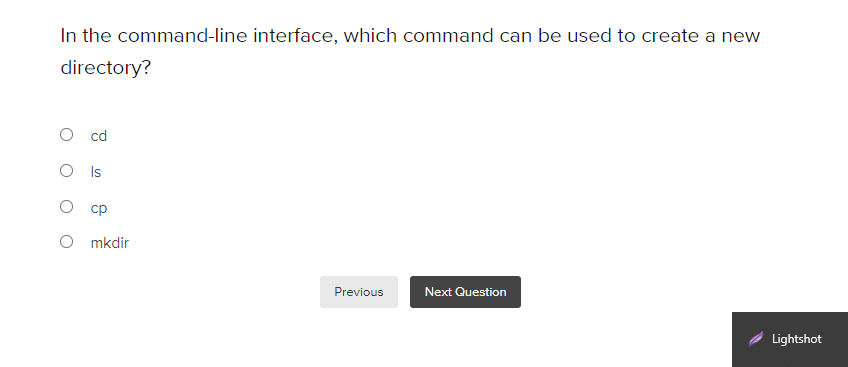 In the command-line interface, which command can be used to create a new
directory?
cd
ls
cp
mkdir
Previous
Next Question
Lightshot